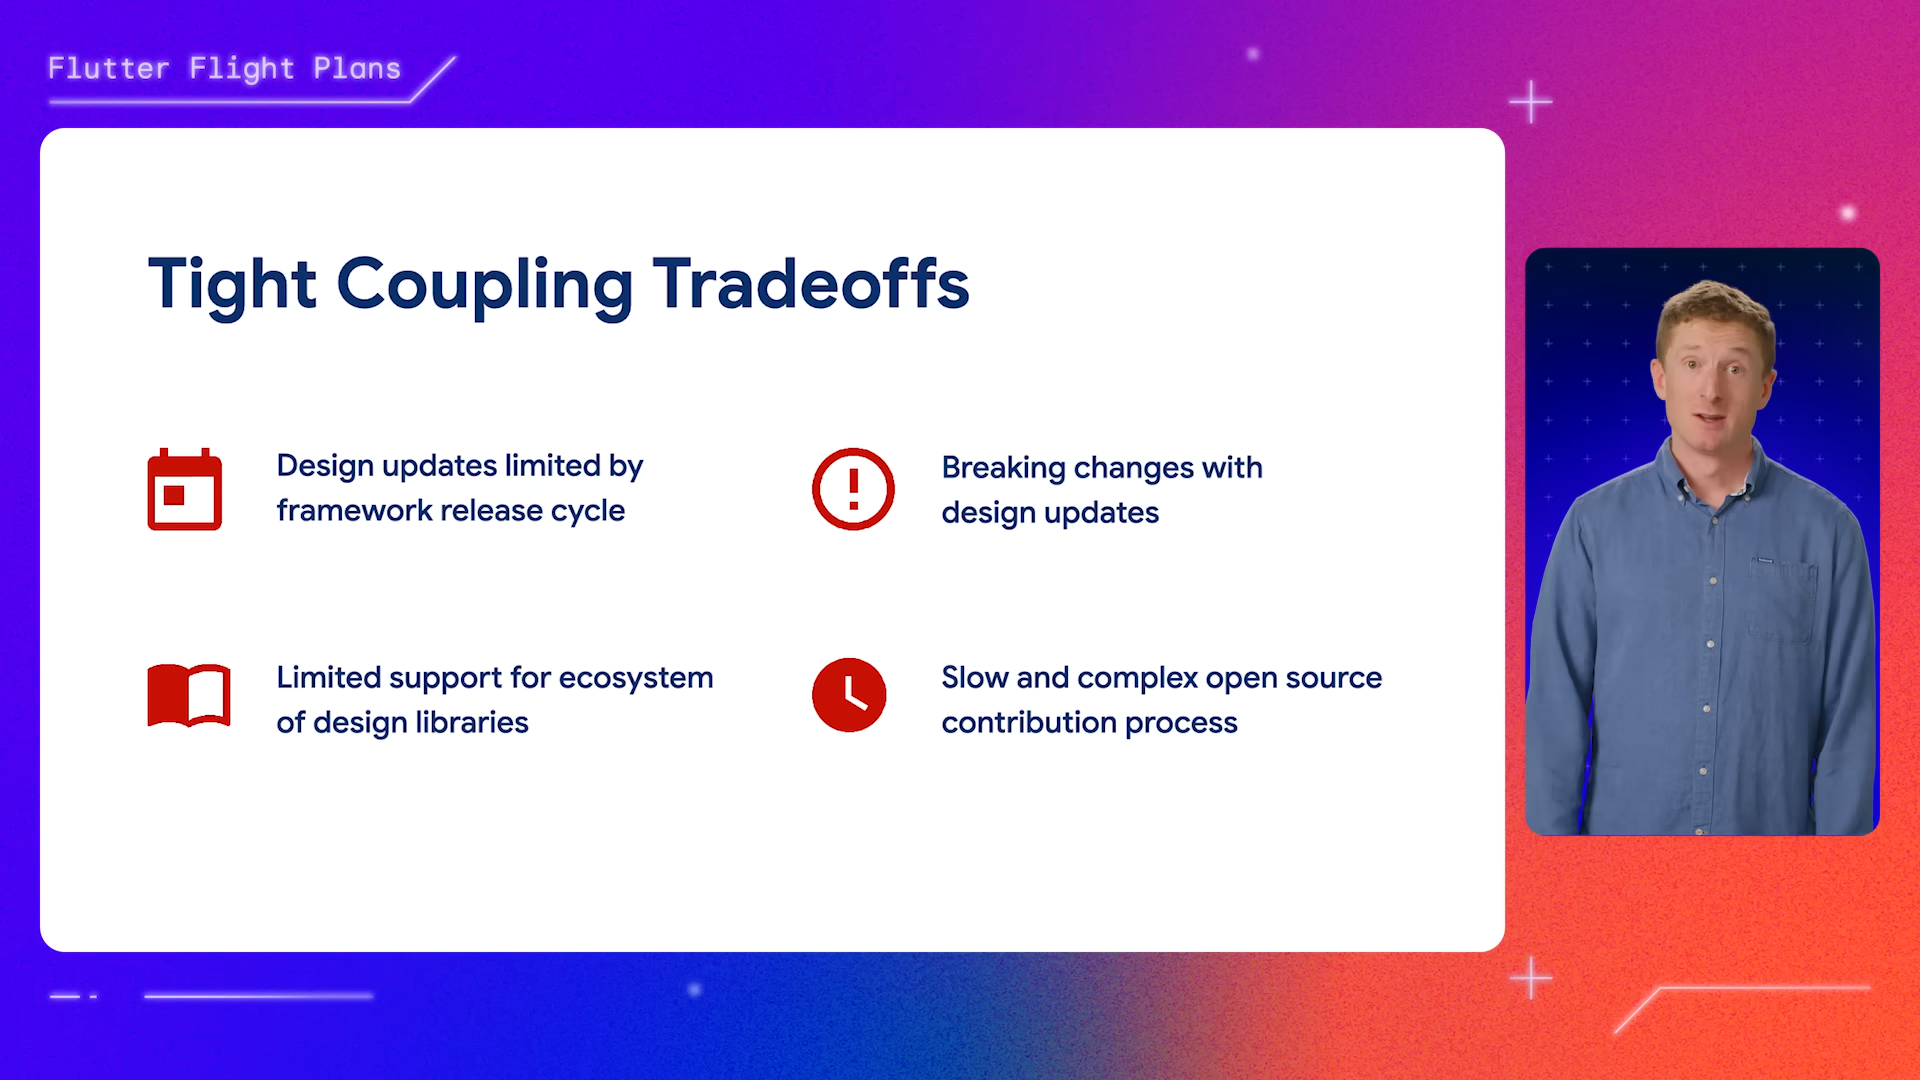 Flutter Flight Plans
Tight Coupling Tradeoffs
Design updates limited by
framework release cycle
Breaking changes with
design updates
Limited support for ecosystem
of design libraries
Slow and complex open source
contribution process